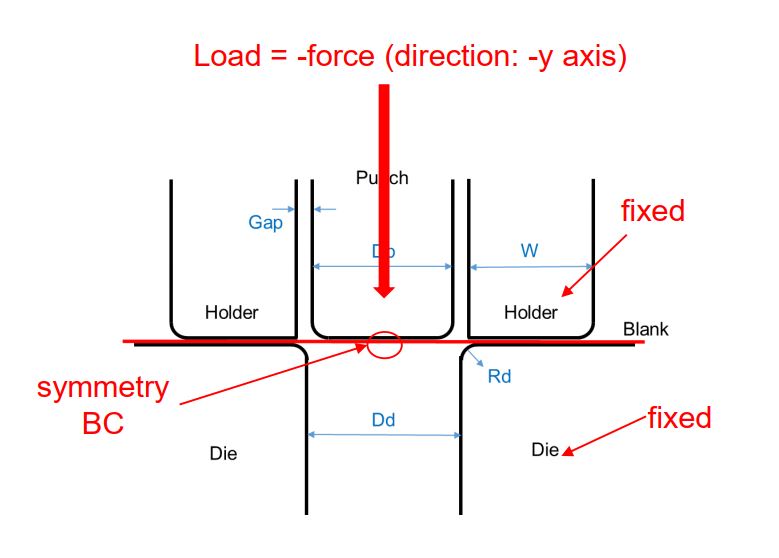 Load = -force (direction: -y axis)
Punch
fixed
Gap
Dp
W
Holder
Holder
Blank
symmetry
BC
Rd
Dd
fixed
Die
Die